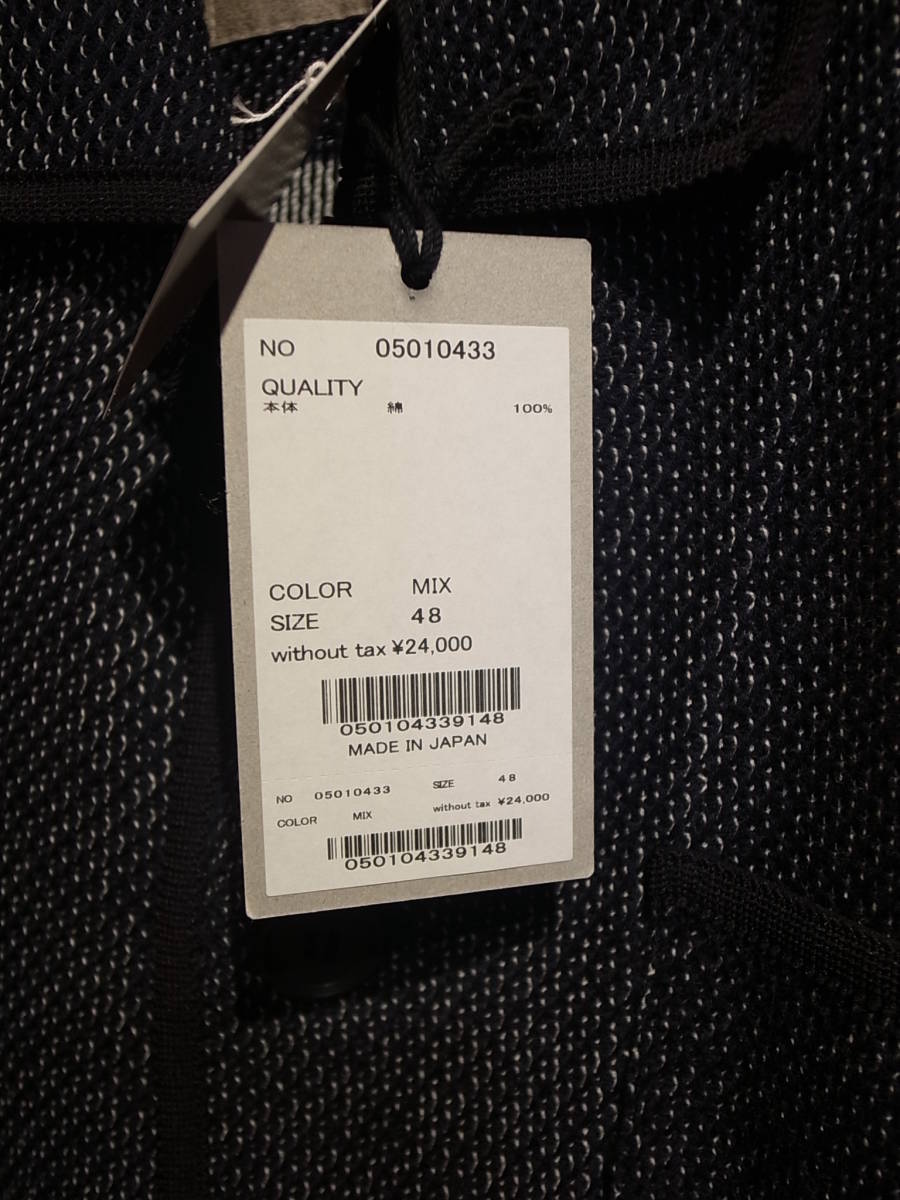 NO 05010433
QUALITY
本体 綿 100%
COLOR MIX
SIZE 48
without tax ¥24,000
050104339148
MADE IN JAPAN
NO 05010433 SIZE 48
COLOR MIX without tax ¥24,000
050104339148